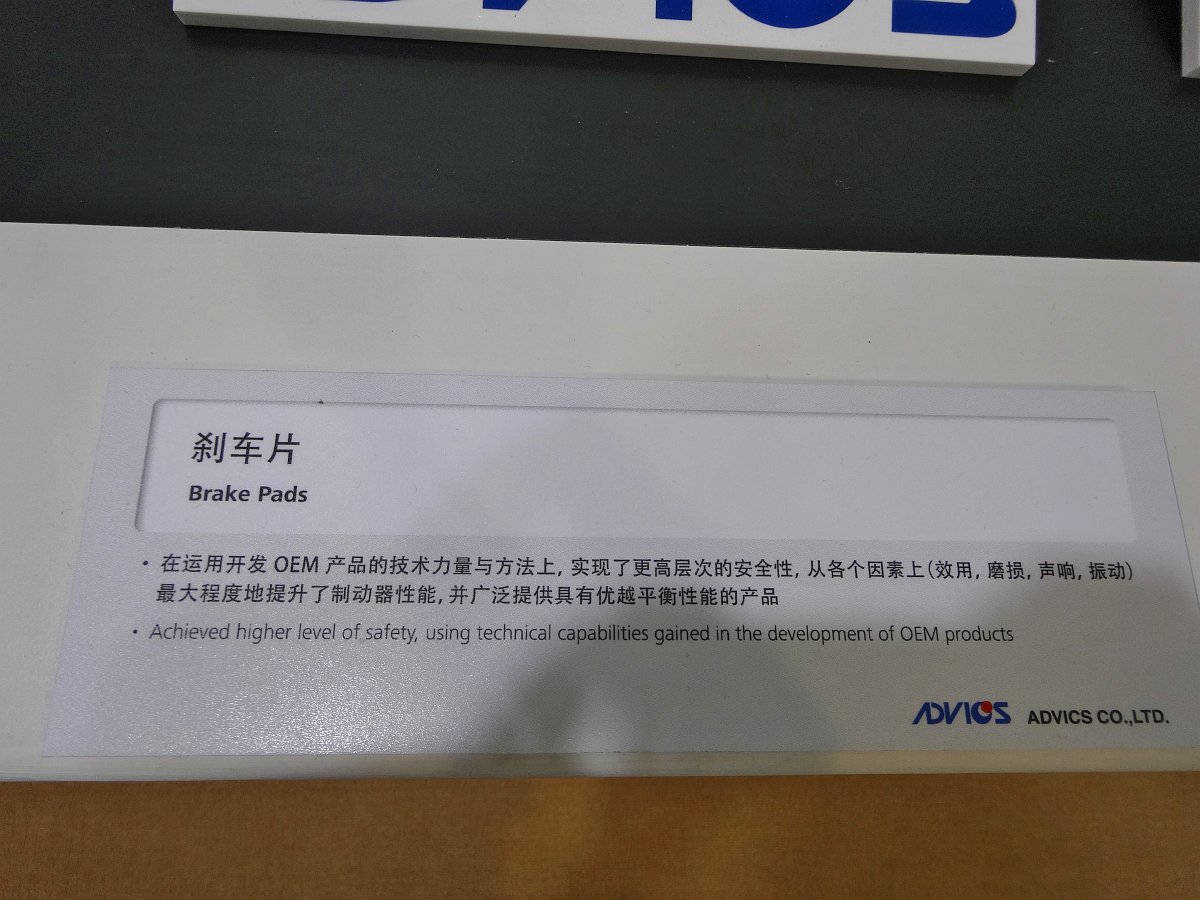 刹车片
Brake Pads
• 在运用开发 OEM 产品的技术力量与方法上, 实现了更高层次的安全性, 从各个因素上(效用, 磨损, 声响, 振动)
最大程度地提升了制动器性能, 并广泛提供具有优越平衡性能的产品
• Achieved higher level of safety, using technical capabilities gained in the development of OEM products
ADVICS ADVICS CO.,LTD.